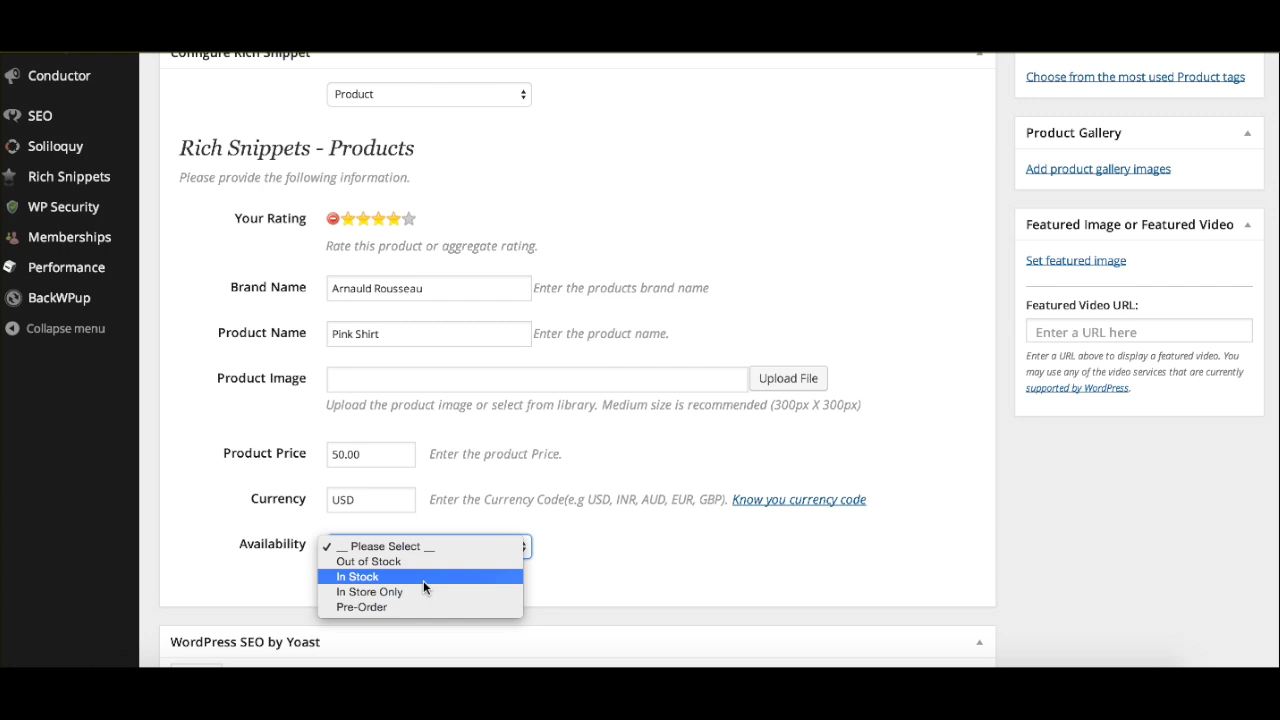 Configure Rich Snippet
Conductor
SEO
Soliloquy
Rich Snippets
WP Security
Memberships
Performance
BackWPup
Collapse menu
Product
Rich Snippets - Products
Please provide the following information.
Your Rating
Rate this product or aggregate rating.
Brand Name Arnauld Rousseau Enter the products brand name
Product Name Pink Shirt Enter the product name.
Product Image Upload File
Upload the product image or select from library. Medium size is recommended (300px X 300px)
Product Price 50.00 Enter the product Price.
Currency USD Enter the Currency Code(e.g USD, INR, AUD, EUR, GBP). Know you currency code
Availability
✓ __ Please Select __
Out of Stock
In Stock
In Store Only
Pre-Order
WordPress SEO by Yoast
Choose from the most used Product tags
Product Gallery
Add product gallery images
Featured Image or Featured Video
Set featured image
Featured Video URL:
Enter a URL here
Enter a URL above to display a featured video. You
may use any of the video services that are currently
supported by WordPress.